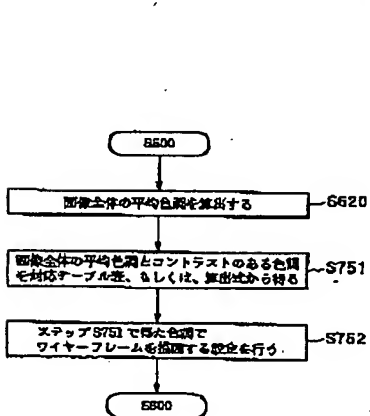 S600
画像全体の平均色調を算出する
S620
画像全体の平均色調とコントラストのある色調
を対応テーブル表、もしくは、算出式から得る
S751
ステップS751で得た色調で
ワイヤーフレームを描画する設定を行う
S752
S800